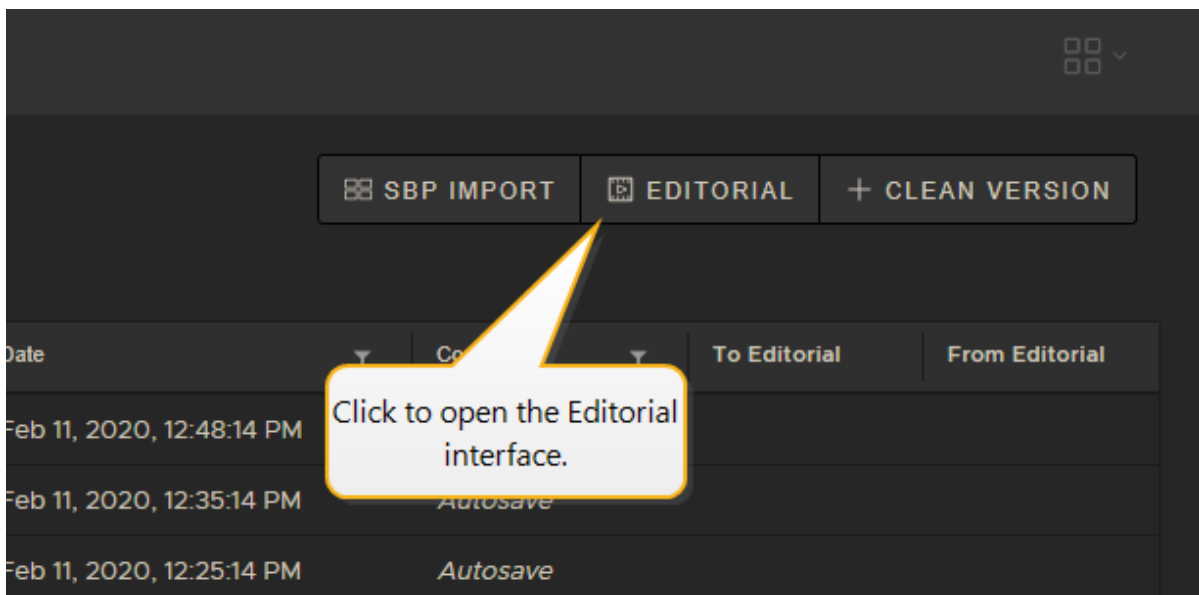 SBP IMPORT EDITORIAL + CLEAN VERSION
Date To Editorial From Editorial
Click to open the Editorial
interface.
Feb 11, 2020, 12:48:14 PM
Feb 11, 2020, 12:35:14 PM Autosave
Feb 11, 2020, 12:25:14 PM Autosave